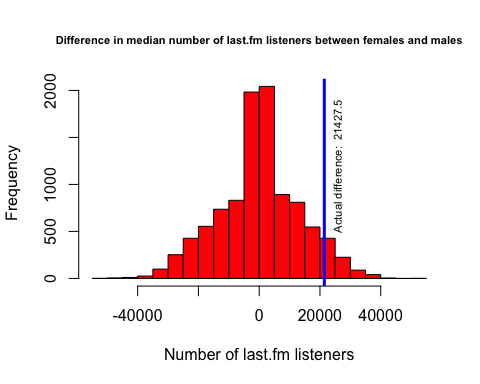 Difference in median number of last.fm listeners between females and males
2000
1000
500
0
Frequency
Actual difference:  21427.5
-40000
0
20000
40000
Number of last.fm listeners